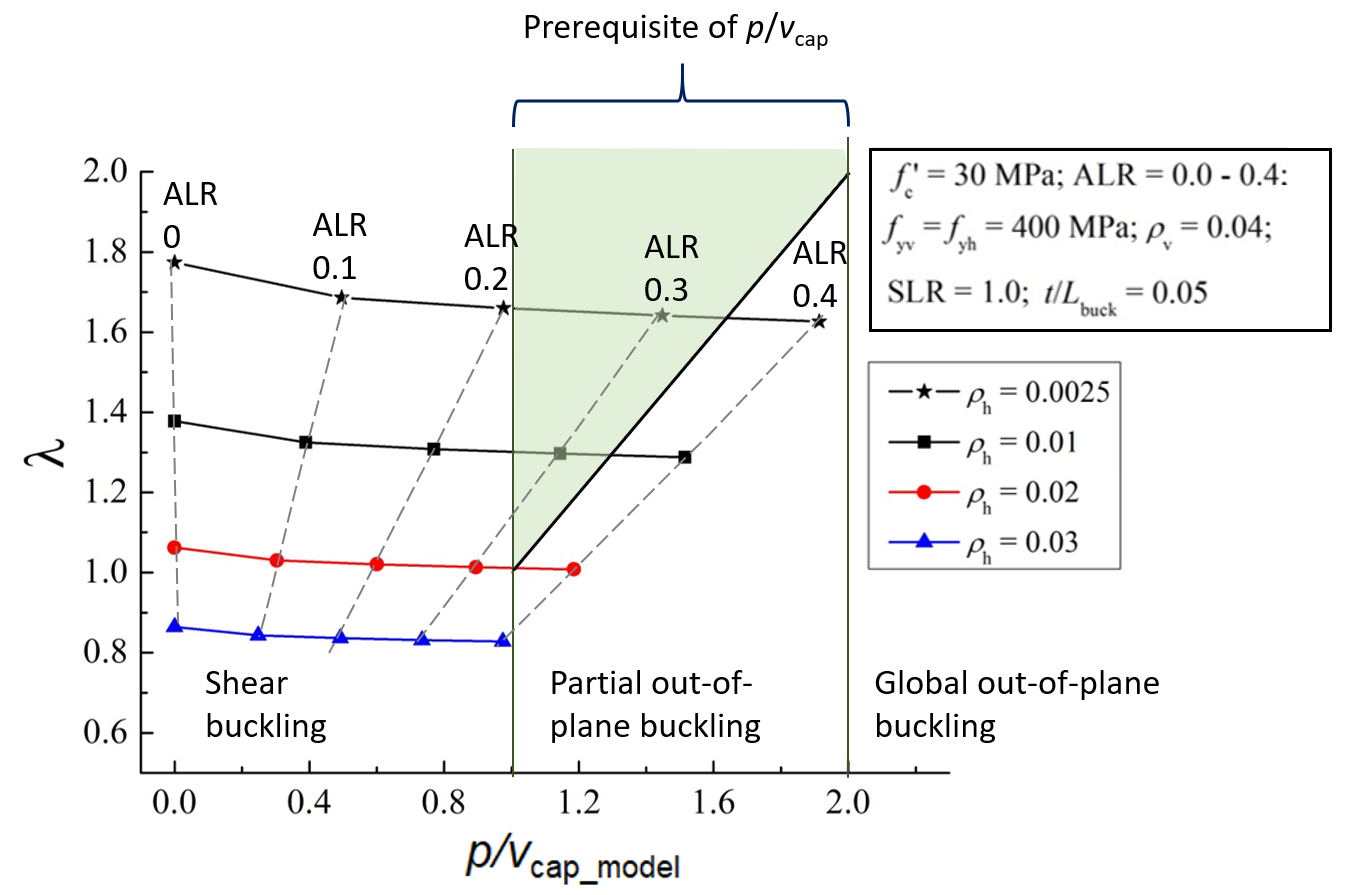 Prerequisite of p/vcap
f'c = 30 MPa; ALR = 0.0 - 0.4:
fyv = fyh = 400 MPa; ρv = 0.04;
SLR = 1.0; t/Lbuck = 0.05
ρh = 0.0025
ρh = 0.01
ρh = 0.02
ρh = 0.03
ALR
0
ALR
0.1
ALR
0.2
ALR
0.3
ALR
0.4
λ
2.0
1.8
1.6
1.4
1.2
1.0
0.8
0.6
Shear
buckling
Partial out-of-
plane buckling
Global out-of-plane
buckling
0.0 0.4 0.8 1.2 1.6 2.0
p/vcap_model